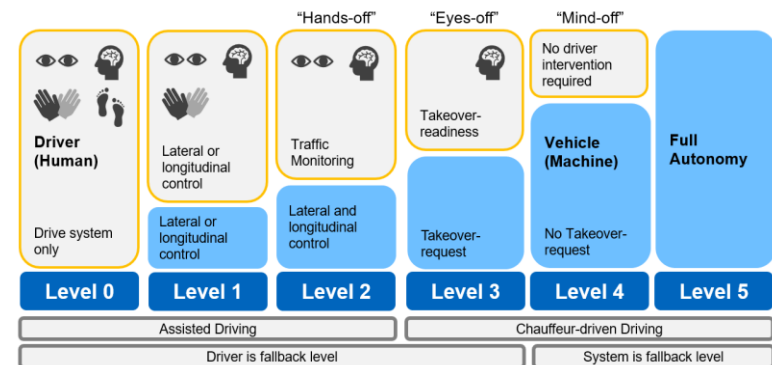 “Hands-off”
“Eyes-off”
“Mind-off”
Driver
(Human)
Drive system
only
Lateral or
longitudinal
control
Lateral or
longitudinal
control
Traffic
Monitoring
Lateral and
longitudinal
control
Takeover-
readiness
Takeover-
request
No driver
intervention
required
Vehicle
(Machine)
No Takeover-
request
Full
Autonomy
Level 0
Level 1
Level 2
Level 3
Level 4
Level 5
Assisted Driving
Chauffeur-driven Driving
Driver is fallback level
System is fallback level